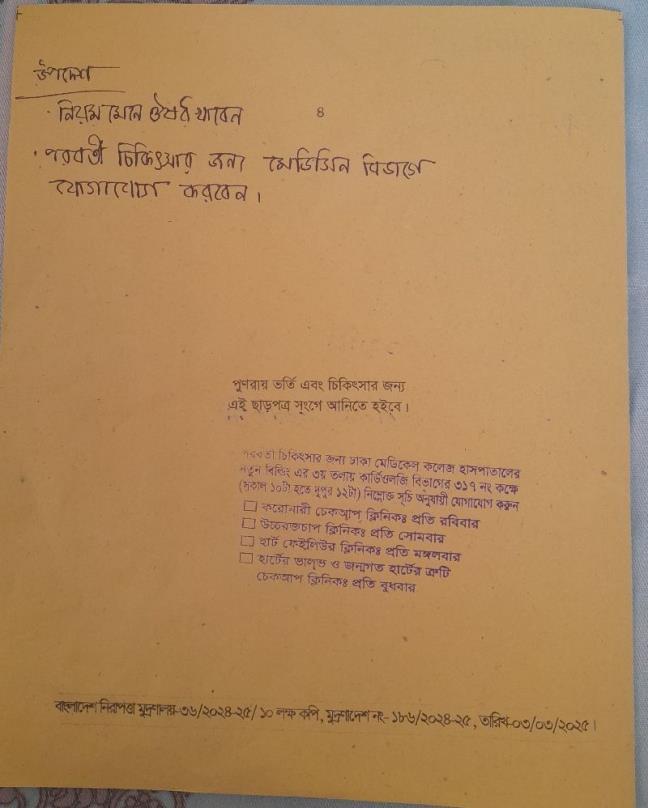 উপদেশ
· নিয়ম মেনে ঔষধ খাবেন
৪
· পরবর্তী চিকিৎসার জন্য মেডিসিন বিভাগে
যোগাযোগ করবেন।
পুণরায় ভর্তি এবং চিকিৎসার জন্য
এই ছাড়পত্র সংগে আনিতে হইবে।
পরবর্তী চিকিৎসার জন্য ঢাকা মেডিকেল কলেজ হাসপাতালের
নতুন বিল্ডিং এর ৩য় তলায় কার্ডিওলজি বিভাগের ৩১৭ নং কক্ষে
(সকাল ১০টা হতে দুপুর ১২টা) নিম্নোক্ত সূচি অনুযায়ী যোগাযোগ করুন
করোনারী চেকআপ ক্লিনিকঃ প্রতি রবিবার
উচ্চরক্তচাপ ক্লিনিকঃ প্রতি সোমবার
হার্ট ফেইলিউর ক্লিনিকঃ প্রতি মঙ্গলবার
হার্টের ভাল্ভ ও জন্মগত হার্টের ত্রুটি
চেকআপ ক্লিনিকঃ প্রতি বুধবার
বাংলাদেশ নিরাপত্তা মুদ্রণালয়-৩৬/২০২৪-২৫/ ১০ লক্ষ কপি, মুদ্রণাদেশ নং- ১৮৬/২০২৪-২৫, তারিখ-০৩/০৩/২০২৫।